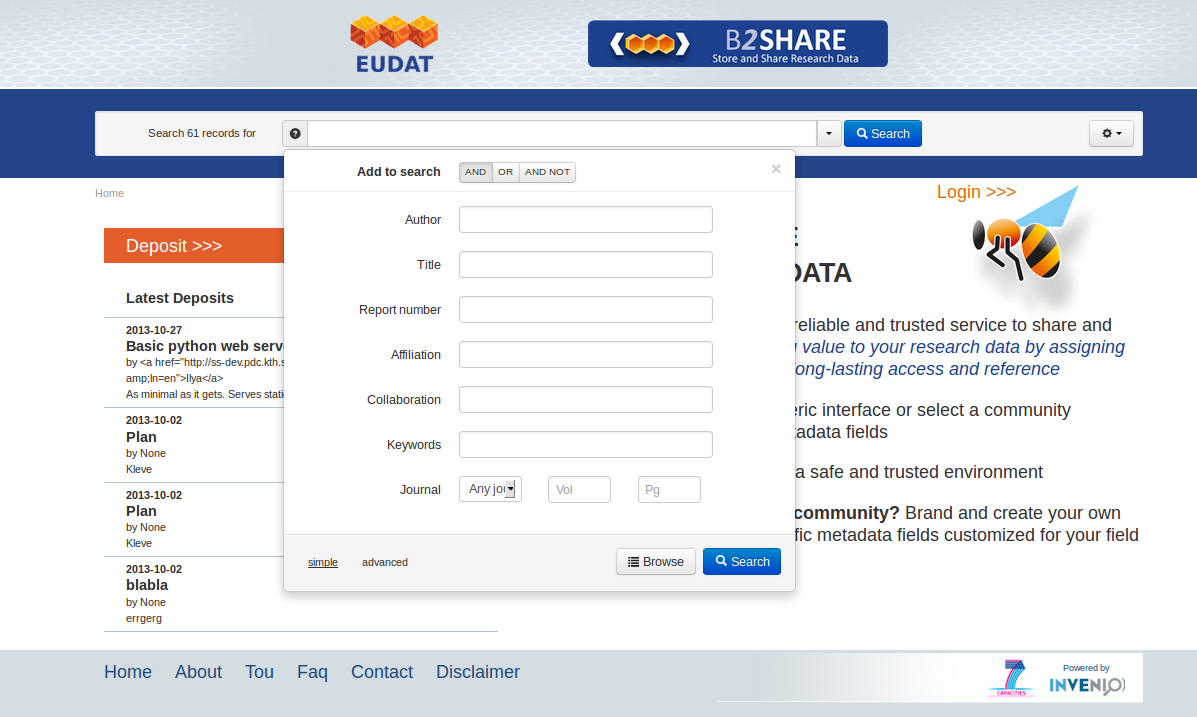 EUDAT
B2SHARE
Store and Share Research Data
Search 61 records for
Search
Add to search AND OR AND NOT ×
Home
Login >>>
Author
Title
Report number
Affiliation
Collaboration
Keywords
Journal Vol Pg
Any
simple advanced Browse Search
Deposit >>>
Latest Deposits
2013-10-27
Basic python web
by <a href="http://ss-dev.pdc.kth.s
amp;ln=en">Ilya</a>
As minimal as it gets. Serves
2013-10-02
Plan
by None
Kleve
2013-10-02
Plan
by None
Kleve
2013-10-02
blabla
by None
errgerg
DATA
reliable and trusted service to share and
value to your research data by assigning
long-lasting access and reference
interface or select a community
fields
a safe and trusted environment
community? Brand and create your own
metadata fields customized for your field
Home About Tou Faq Contact Disclaimer
7
CAPACITIES
Powered by
INVENIO